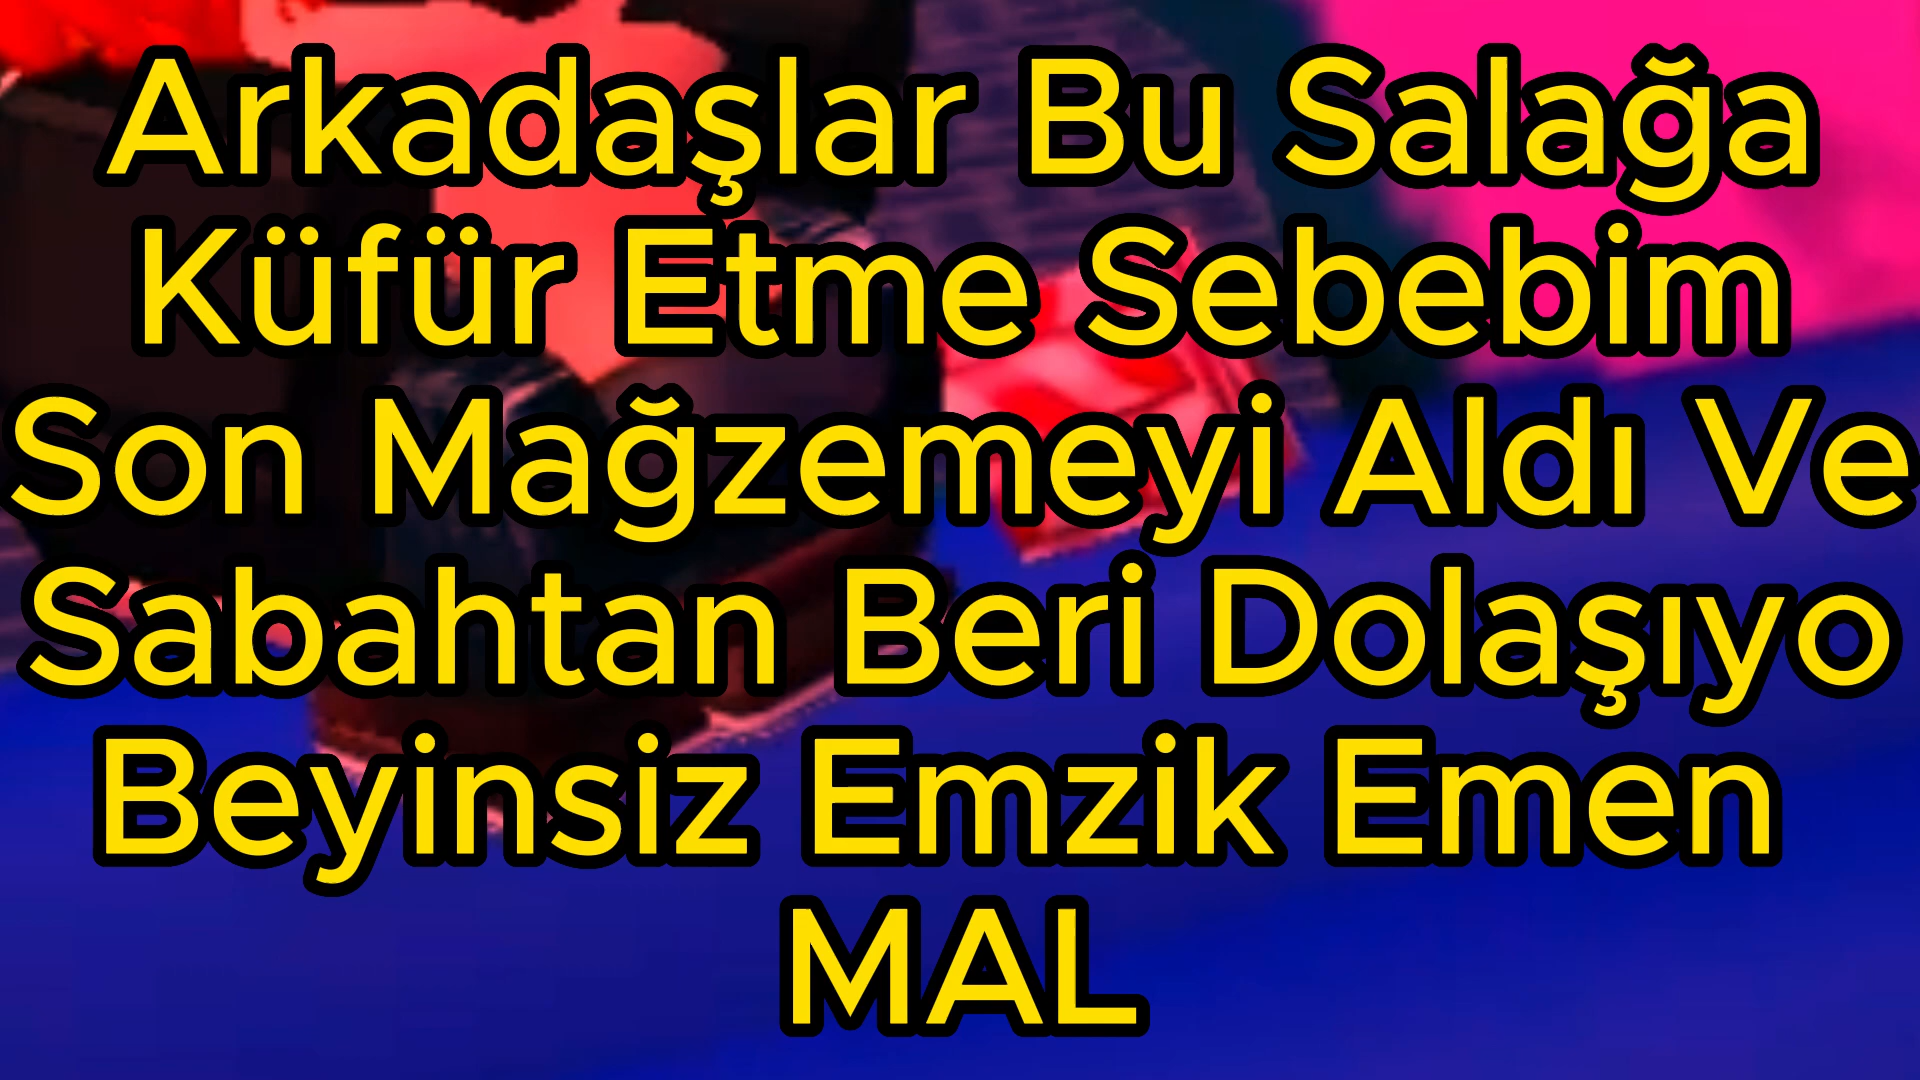 Arkadaşlar Bu Salağa
Küfür Etme Sebebim
Son Mağzemeyi Aldı Ve
Sabahtan Beri Dolaşıyo
Beyinsiz Emzik Emen
MAL